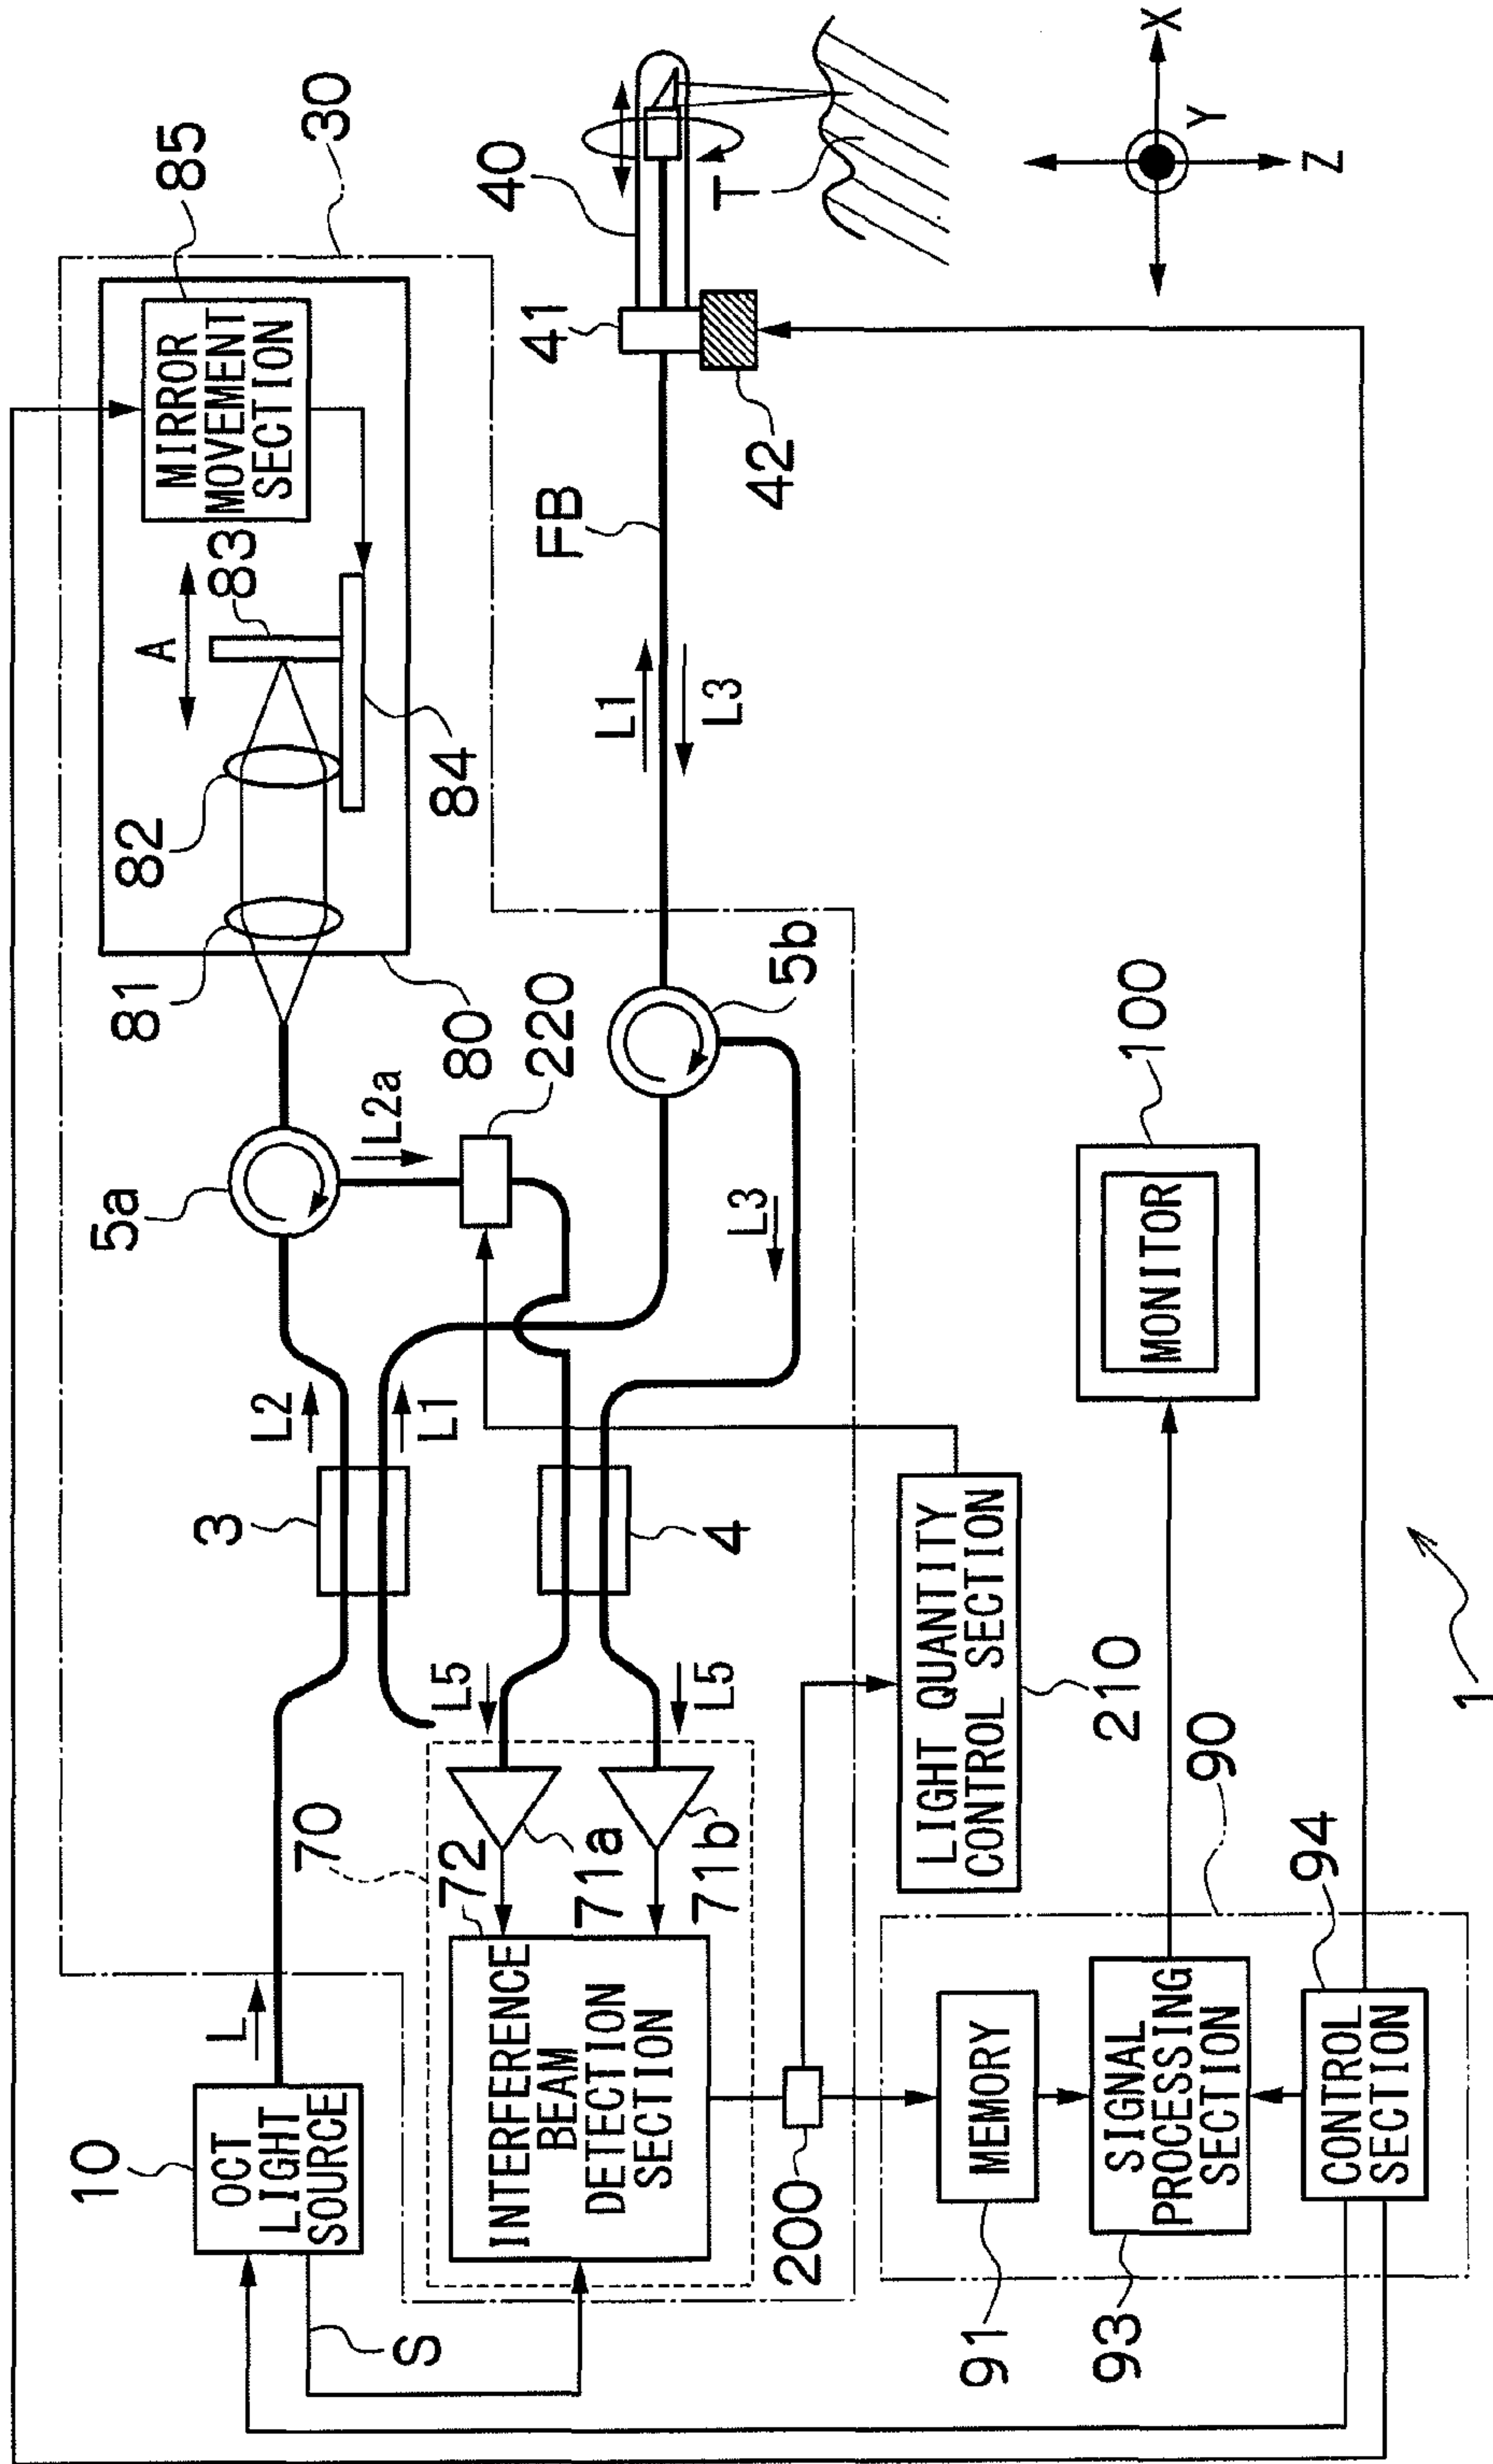 10
OCT
LIGHT
SOURCE
L
S
3
L2
L1
5a
L2a
220
80
81
82
83
84
A
MIRROR
MOVEMENT
SECTION
85
30
70
72
INTERFERENCE
BEAM
DETECTION
SECTION
71a
71b
L5
L5
4
L3
5b
L1
L3
FB
41
42
40
T
X
Y
Z
200
LIGHT QUANTITY
CONTROL SECTION
210
MONITOR
100
90
91
MEMORY
93
SIGNAL
PROCESSING
SECTION
94
CONTROL
SECTION
1